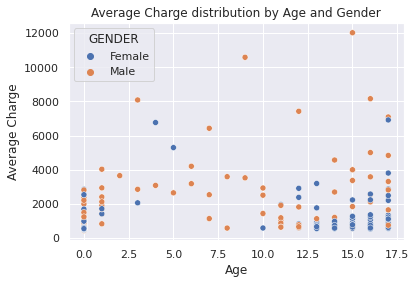 Average Charge distribution by Age and Gender
GENDER
Female
Male
12000
10000
8000
6000
4000
2000
0
Average Charge
0.0 2.5 5.0 7.5 10.0 12.5 15.0 17.5
Age